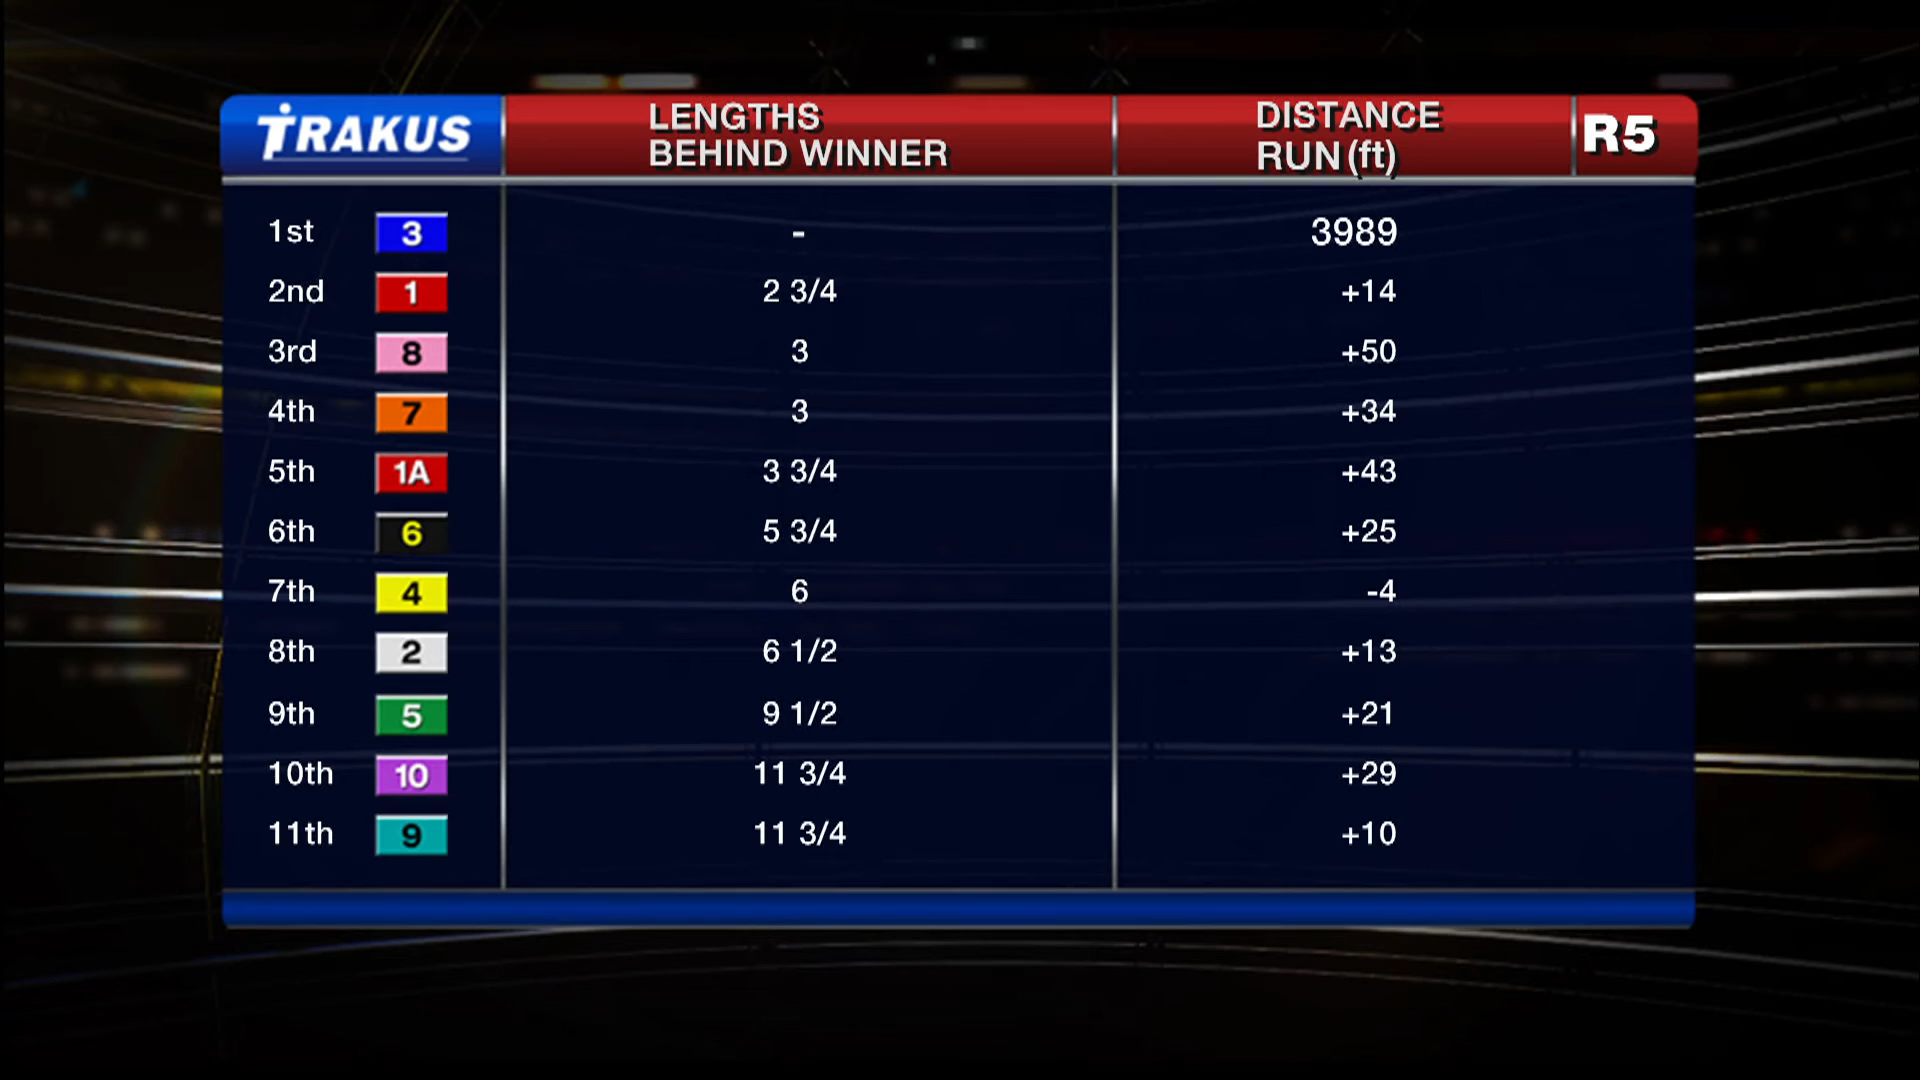 TRAKUS LENGTHS BEHIND WINNER DISTANCE RUN (ft) R5
1st 3 - 3989
2nd 1 2 3/4 +14
3rd 8 3 +50
4th 7 3 +34
5th 1A 3 3/4 +43
6th 6 5 3/4 +25
7th 4 6 -4
8th 2 6 1/2 +13
9th 5 9 1/2 +21
10th 10 11 3/4 +29
11th 9 11 3/4 +10